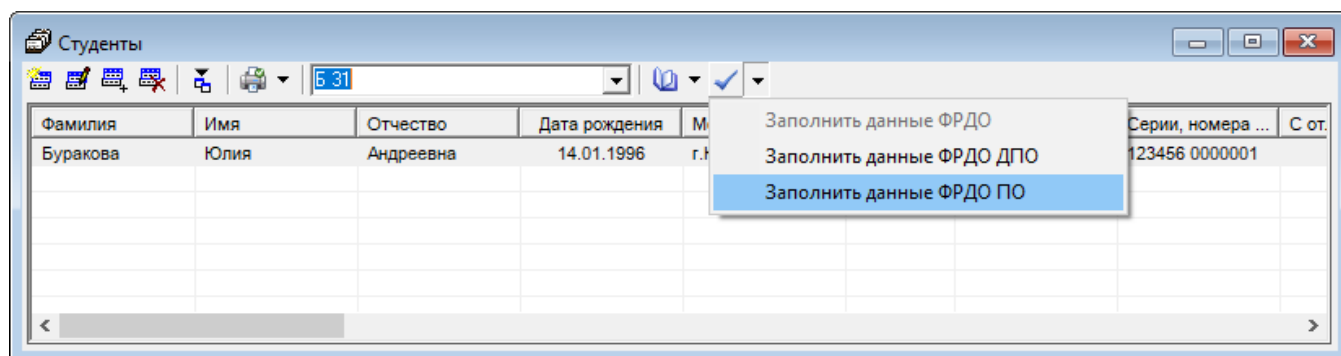 Студенты
Б 31
Заполнить данные ФРДО
Заполнить данные ФРДО ДПО
Заполнить данные ФРДО ПО
Фамилия Имя Отчество Дата рождения Серии, номера ... С от.
Буракова Юлия Андреевна 14.01.1996 123456 0000001